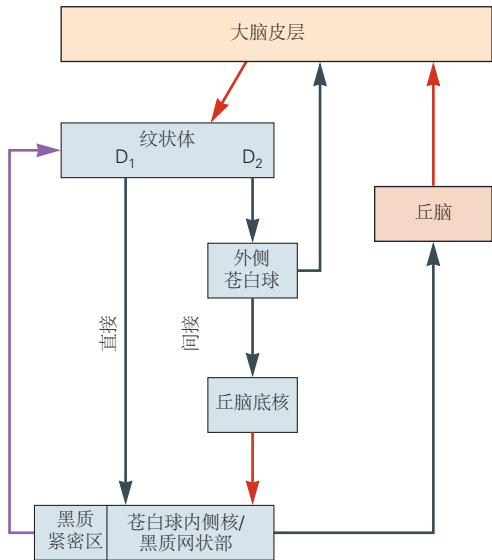 大脑皮层
纹状体
D1
D2
丘脑
外侧
苍白球
直接
间接
丘脑底核
黑质
紧密区
苍白球内侧核/
黑质网状部